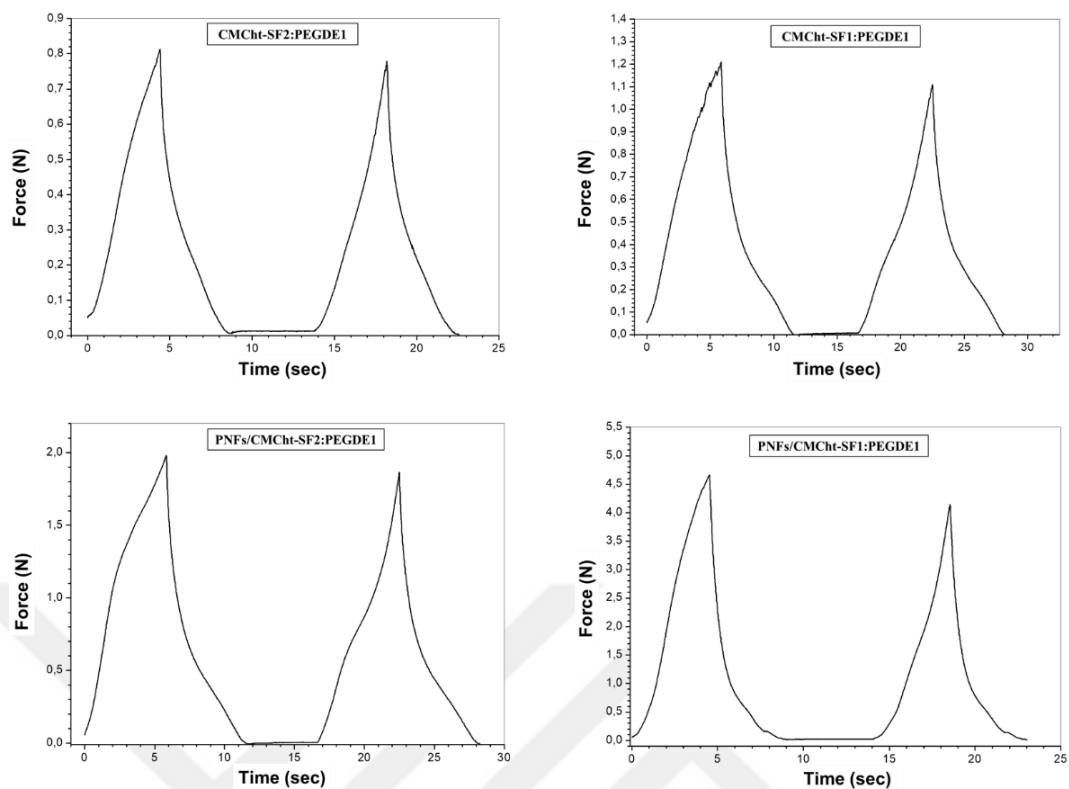 CMCht-SF2:PEGDE1
0,9
0,8
0,7
0,6
0,5
0,4
0,3
0,2
0,1
0,0
Force (N)
0 5 10 15 20 25
Time (sec)
CMCht-SF1:PEGDE1
1,4
1,3
1,2
1,1
1,0
0,9
0,8
0,7
0,6
0,5
0,4
0,3
0,2
0,1
0,0
Force (N)
0 5 10 15 20 25 30
Time (sec)
PNFs/CMCht-SF2:PEGDE1
2,0
1,5
1,0
0,5
0,0
Force (N)
0 5 10 15 20 25 30
Time (sec)
PNFs/CMCht-SF1:PEGDE1
5,5
5,0
4,5
4,0
3,5
3,0
2,5
2,0
1,5
1,0
0,5
0,0
Force (N)
0 5 10 15 20 25
Time (sec)